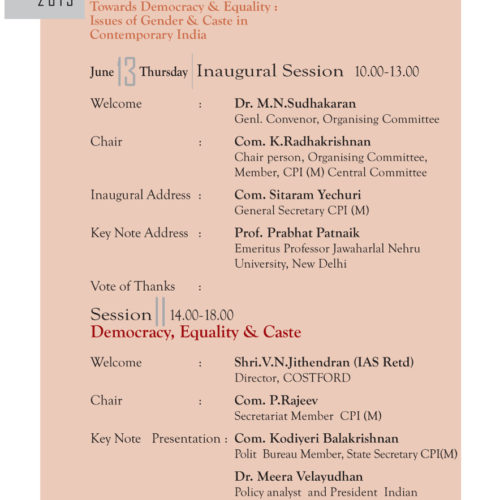 Towards Democracy & Equality :
Issues of Gender & Caste in
Contemporary India
June 13 Thursday Inaugural Session 10.00-13.00
Welcome : Dr. M.N.Sudhakaran
Genl. Convenor, Organising Committee
Chair : Com. K.Radhakrishnan
Chair person, Organising Committee,
Member, CPI (M) Central Committee
Inaugural Address : Com. Sitaram Yechuri
General Secretary CPI (M)
Key Note Address : Prof. Prabhat Patnaik
Emeritus Professor Jawaharlal Nehru
University, New Delhi
Vote of Thanks :
Session II 14.00-18.00
Democracy, Equality & Caste
Welcome : Shri.V.N.Jithendran (IAS Retd)
Director, COSTFORD
Chair : Com. P.Rajeev
Secretariat Member CPI (M)
Key Note Presentation : Com. Kodiyeri Balakrishnan
Polit Bureau Member, State Secretary CPI(M)
Dr. Meera Velayudhan
Policy analyst and President Indian